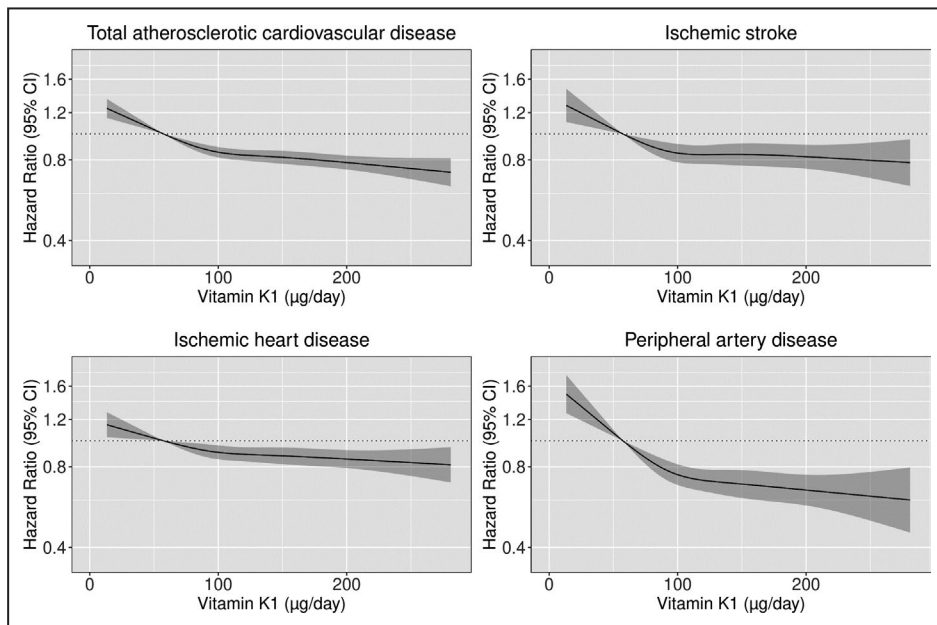 Total atherosclerotic cardiovascular disease
Hazard Ratio (95% CI)
1.6
1.2
0.8
0.4
0
100
200
Vitamin K1 (μg/day)
Ischemic stroke
Hazard Ratio (95% CI)
1.6
1.2
0.8
0.4
0
100
200
Vitamin K1 (μg/day)
Ischemic heart disease
Hazard Ratio (95% CI)
1.6
1.2
0.8
0.4
0
100
200
Vitamin K1 (μg/day)
Peripheral artery disease
Hazard Ratio (95% CI)
1.6
1.2
0.8
0.4
0
100
200
Vitamin K1 (μg/day)